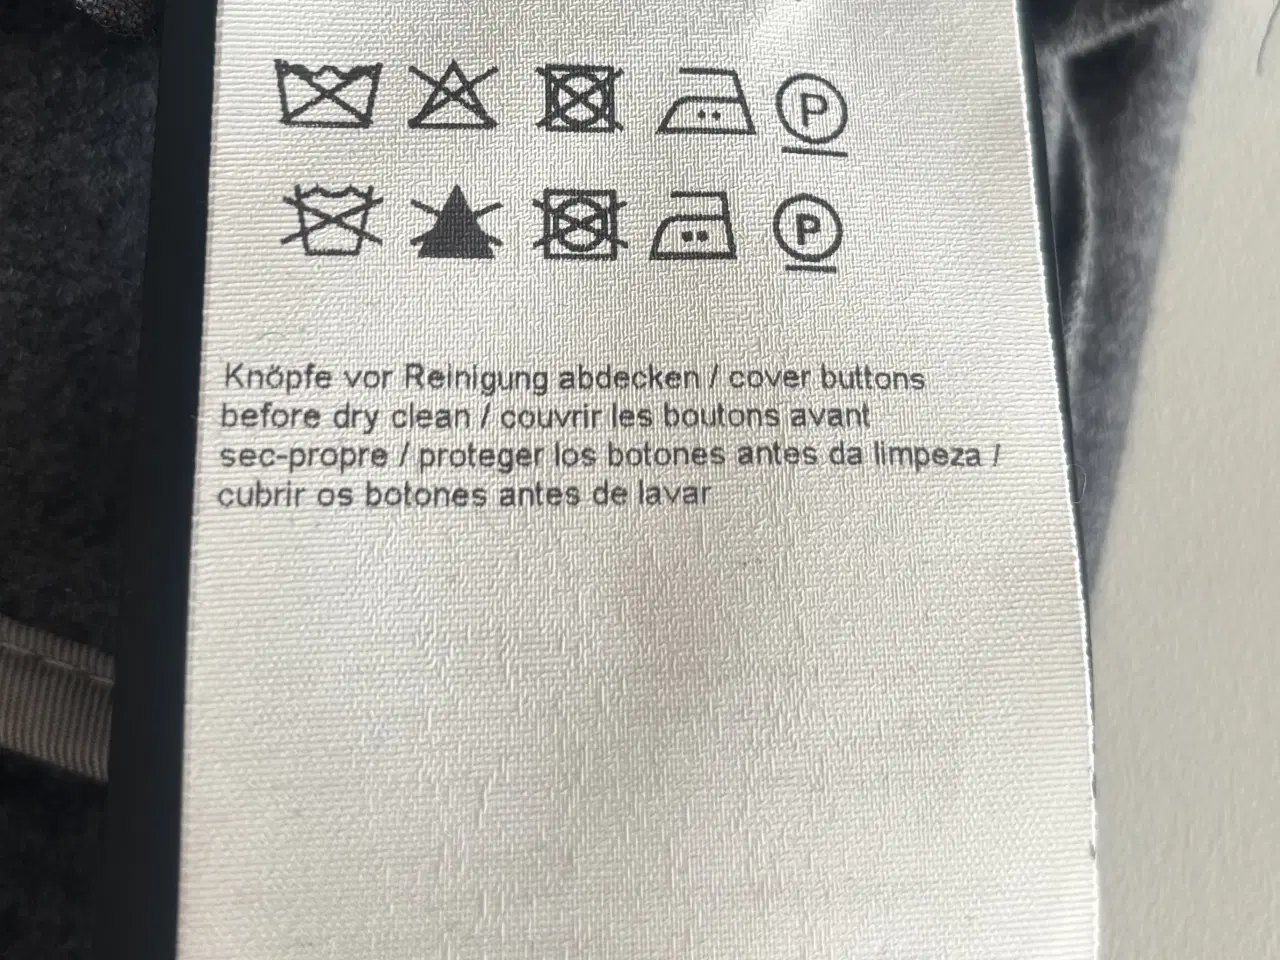 P
P
Knöpfe vor Reinigung abdecken / cover buttons
before dry clean / couvrir les boutons avant
sec-propre / proteger los botones antes da limpeza /
cubrir os botones antes de lavar